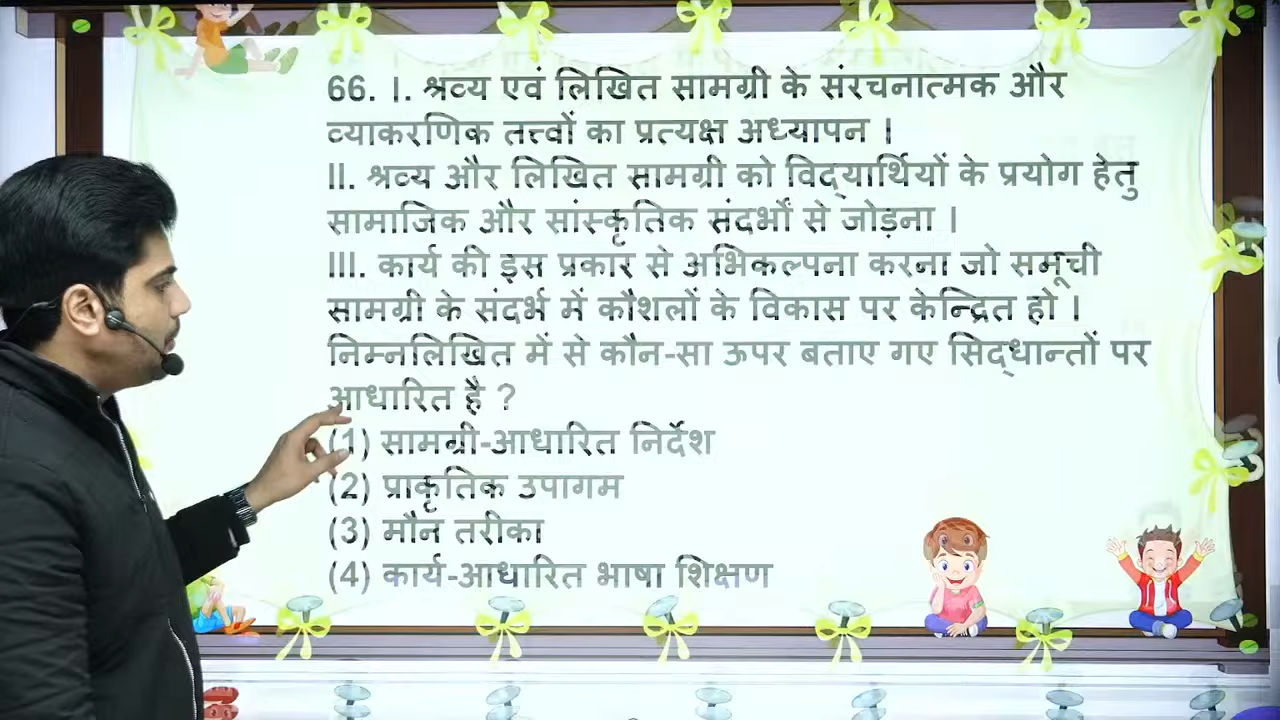 66. I. श्रव्य एवं लिखित सामग्री के संरचनात्मक और
व्याकरणिक तत्त्वों का प्रत्यक्ष अध्यापन ।
II. श्रव्य और लिखित सामग्री को विद्यार्थियों के प्रयोग हेतु
सामाजिक और सांस्कृतिक संदर्भों से जोड़ना ।
III. कार्य की इस प्रकार से अभिकल्पना करना जो समूची
सामग्री के संदर्भ में कौशलों के विकास पर केन्द्रित हो ।
निम्नलिखित में से कौन-सा ऊपर बताए गए सिद्धान्तों पर
आधारित है ?
(1) सामग्री-आधारित निर्देश
(2) प्राकृतिक उपागम
(3) मौन तरीका
(4) कार्य-आधारित भाषा शिक्षण